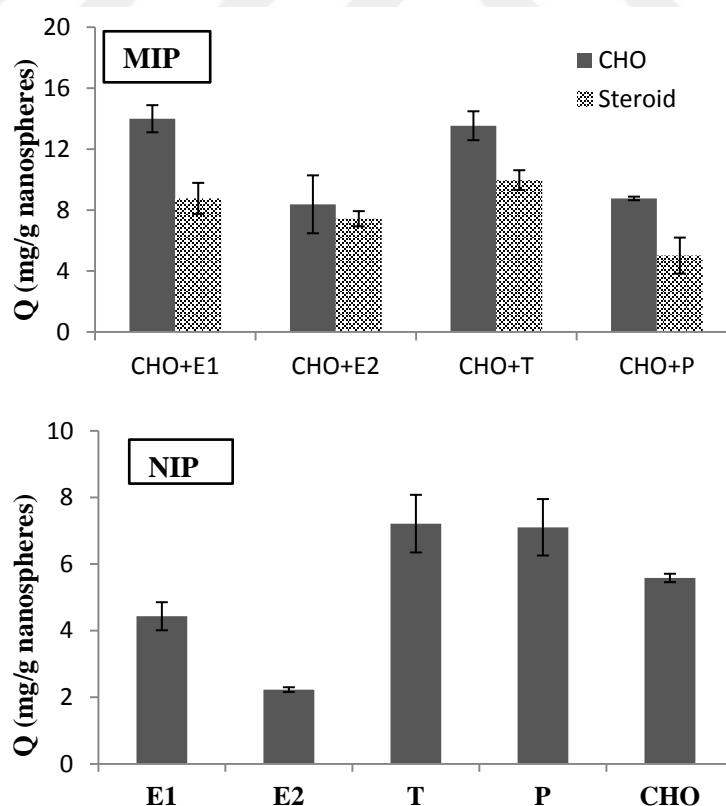 MIP
CHO
Steroid
Q (mg/g nanospheres)
20
16
12
8
4
0
CHO+E1 CHO+E2 CHO+T CHO+P
NIP
Q (mg/g nanospheres)
10
8
6
4
2
0
E1 E2 T P CHO